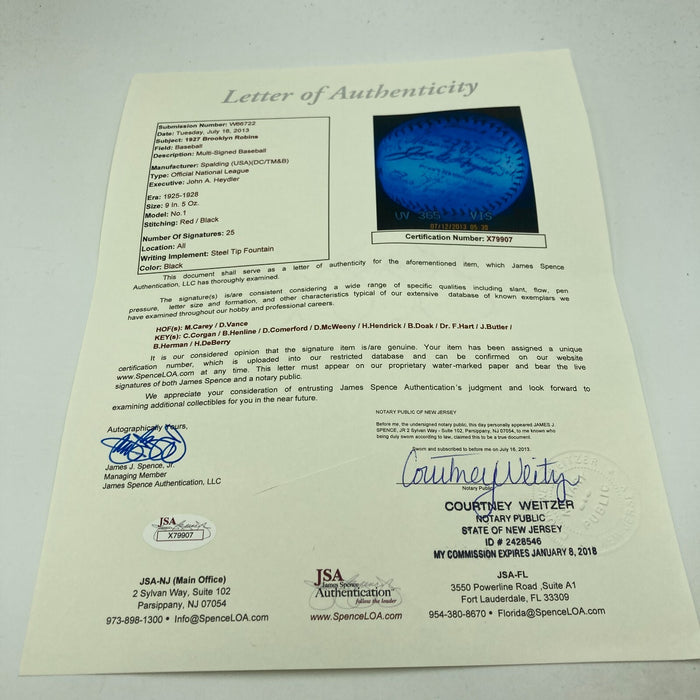 Letter of Authenticity
Submission Number: W86722
Date: Tuesday, July 16, 2013
Subject: 1927 Brooklyn Robins
Field: Baseball
Description: Multi-Signed Baseball
Manufacturer: Spalding (USA)(DC/TM&B)
Type: Official National League
Executive: John A. Heydler
Era: 1925-1928
Size: 9 In. 5 Oz.
Model: No.1
Stitching: Red / Black
Number Of Signatures: 25
Location: All
Writing Implement: Steel Tip Fountain
Color: Black
UV 365 VIS
07/12/2013 05:30
Certification Number: X79907
This document shall serve as a letter of authenticity for the aforementioned item, which James Spence
Authentication, LLC has thoroughly examined.
The signature(s) is/are consistent considering a wide range of specific qualities including slant, flow, pen
pressure, letter size and formation, and other characteristics typical of our extensive database of known exemplars we
have examined throughout our hobby and professional careers.
HOF(s): M.Carey / D.Vance
KEY(s): C.Corgan / B.Henline / D.Comerford / D.McWeeny / H.Hendrick / B.Doak / Dr. F.Hart / J.Butler /
B.Herman / H.DeBerry
It is our considered opinion that the signature item is/are genuine. Your item has been assigned a unique
certification number, which is uploaded into our restricted database and can be confirmed on our website
www.SpenceLOA.com at any time. This letter must appear on our proprietary water-marked paper and bear the live
signatures of both James Spence and a notary public.
We appreciate your consideration of entrusting James Spence Authentication's judgment and look forward to
examining additional collectibles for you in the near future.
Autographically Yours,
James J. Spence, Jr.
Managing Member
James Spence Authentication, LLC
NOTARY PUBLIC OF NEW JERSEY
Before me, the undersigned notary public, this day personally appeared JAMES J.
SPENCE, JR 2 Sylvan Way - Suite 102, Parsippany, NJ 07054, to me known who
being duly sworn according to law, claimed this to be a true document.
Sworn and subscribed to before me on July 16, 2013.
Courtney Weitzer
Notary Public
COURTNEY WEITZER
NOTARY PUBLIC
STATE OF NEW JERSEY
ID # 2428546
MY COMMISSION EXPIRES JANUARY 8, 2018
JSA
X79907
JSA-NJ (Main Office)
2 Sylvan Way, Suite 102
Parsippany, NJ 07054
973-898-1300 • Info@SpenceLOA.com
JSA
James Spence
Authentication
follow the leader
www.SpenceLOA.com
JSA-FL
3550 Powerline Road ,Suite A1
Fort Lauderdale, FL 33309
954-380-8670 • Florida@SpenceLOA.com